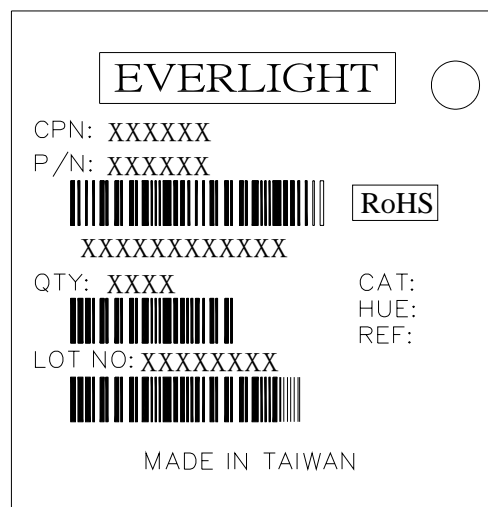 EVERLIGHT
CPN: XXXXXX
P/N: XXXXXX
RoHS
XXXXXXXXXXXX
QTY: XXXX
CAT:
HUE:
REF:
LOT NO: XXXXXXXX
MADE IN TAIWAN